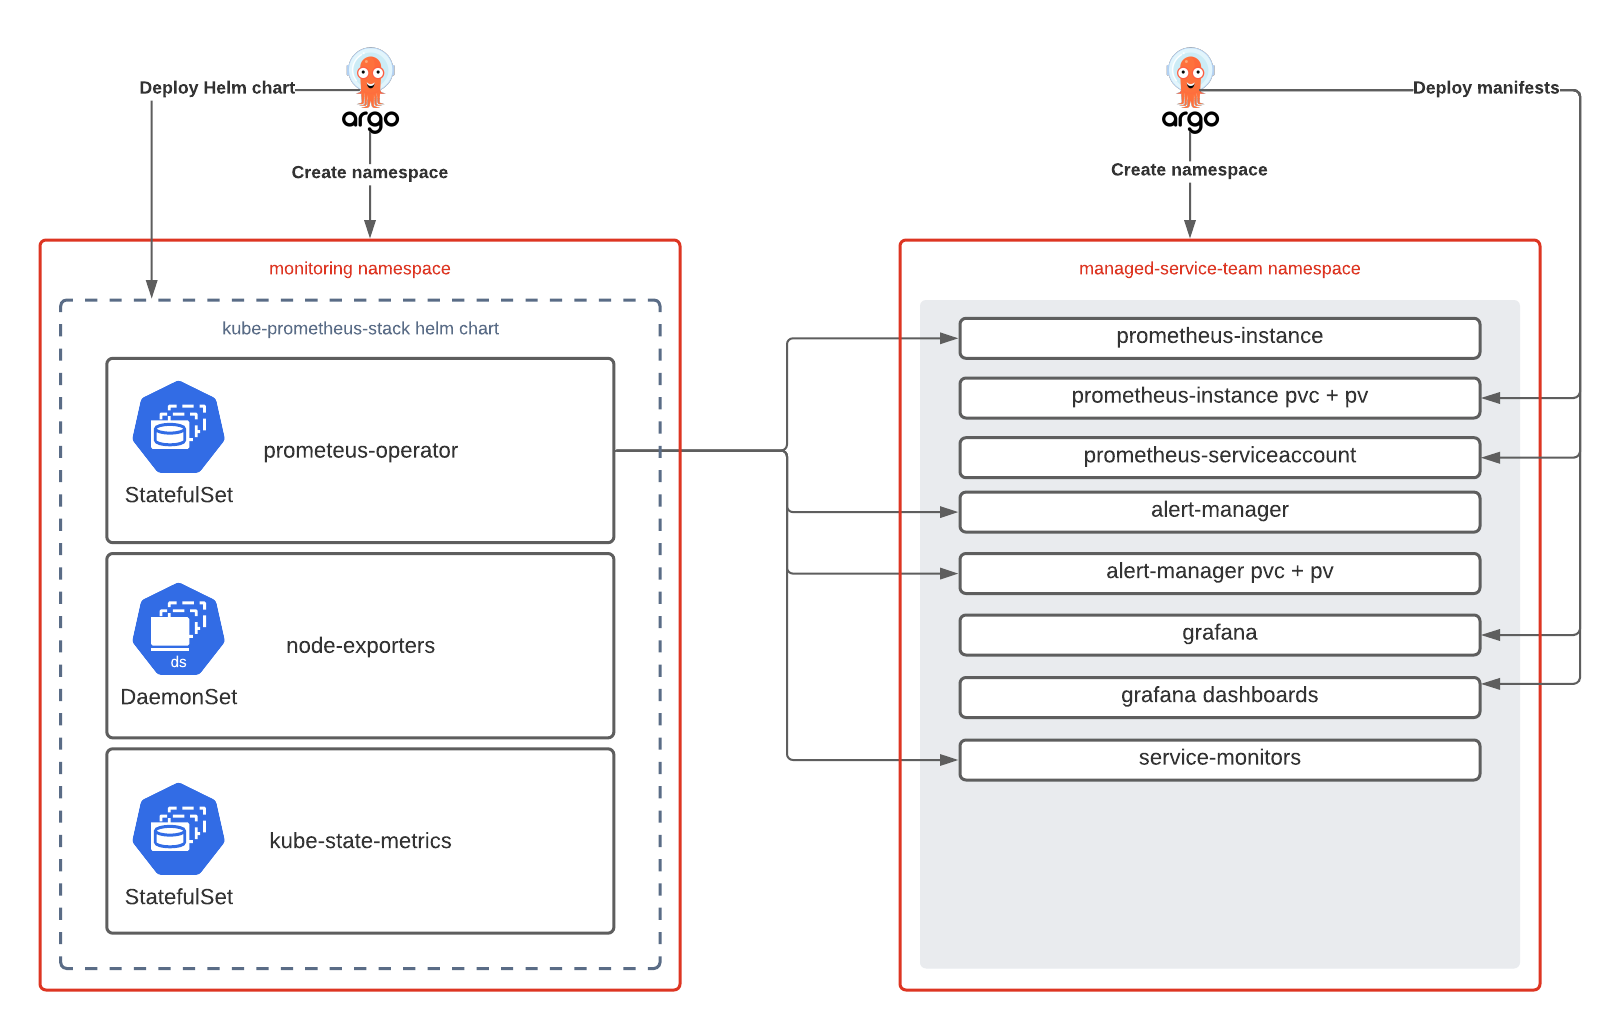 argo
argo
Deploy Helm chart
Deploy manifests
Create namespace
Create namespace
monitoring namespace
kube-prometheus-stack helm chart
prometeus-operator
StatefulSet
node-exporters
ds
DaemonSet
kube-state-metrics
StatefulSet
managed-service-team namespace
prometheus-instance
prometheus-instance pvc + pv
prometheus-serviceaccount
alert-manager
alert-manager pvc + pv
grafana
grafana dashboards
service-monitors